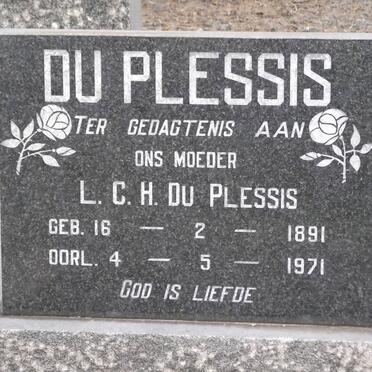 DU PLESSIS
TER GEDAGTENIS AAN
ONS MOEDER
L. C. H. DU PLESSIS
GEB. 16 — 2 — 1891
OORL. 4 — 5 — 1971
GOD IS LIEFDE